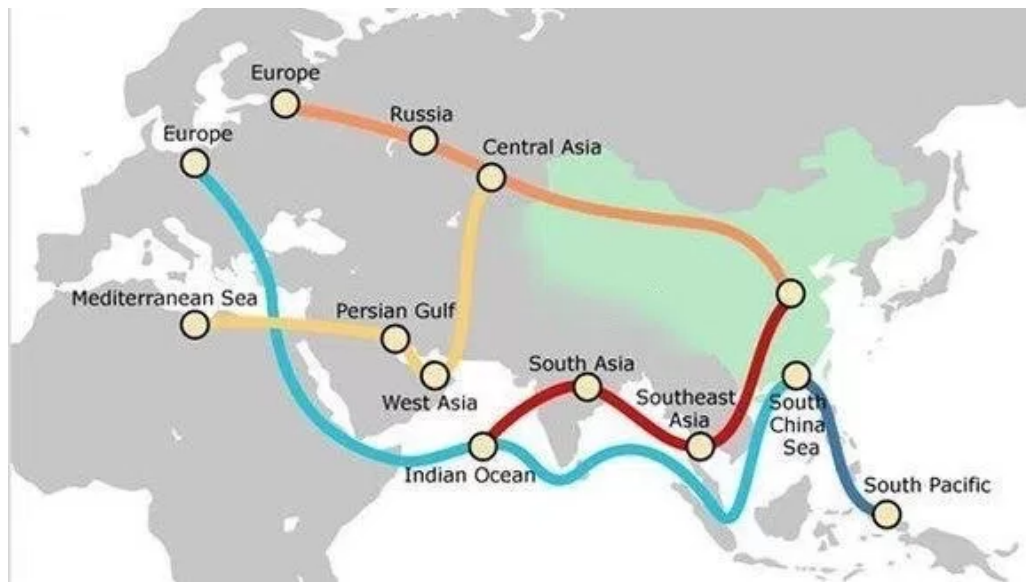 Europe
Russia
Europe
Central Asia
Mediterranean Sea
Persian Gulf
South Asia
West Asia
Southeast
Asia
South
China
Sea
Indian Ocean
South Pacific